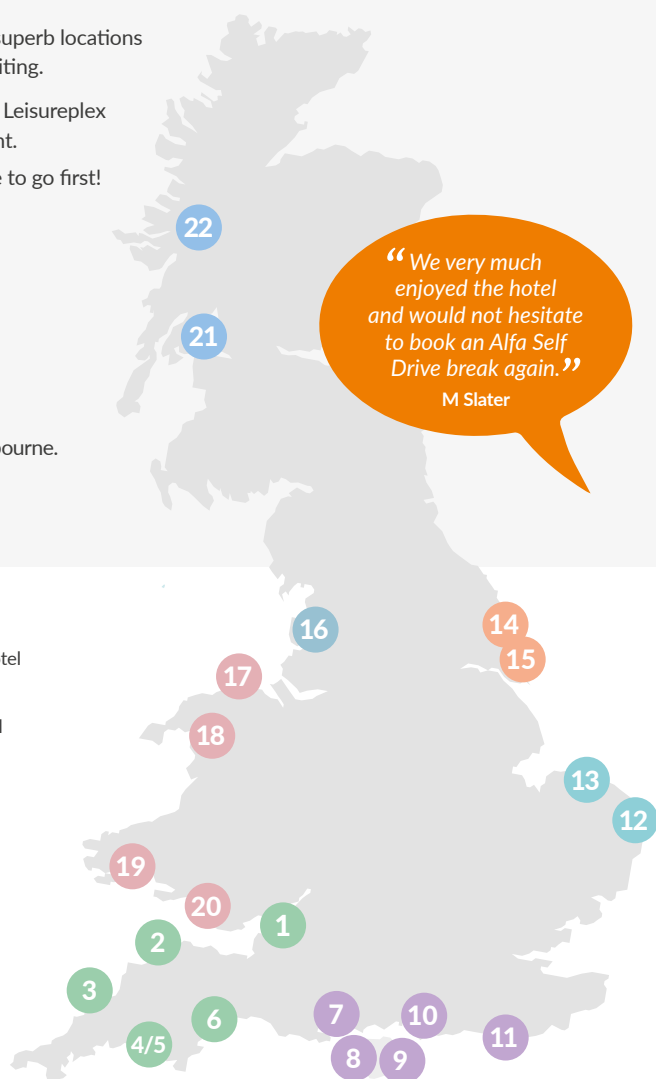 superb locations
iting.
Leisureplex
nt.
e to go first!
22
“ We very much
enjoyed the hotel
and would not hesitate
to book an Alfa Self
Drive break again.”
M Slater
21
bourne.
14
16
15
tel
17
18
13
12
19
20
1
2
3
6
7
10
4/5
11
8
9